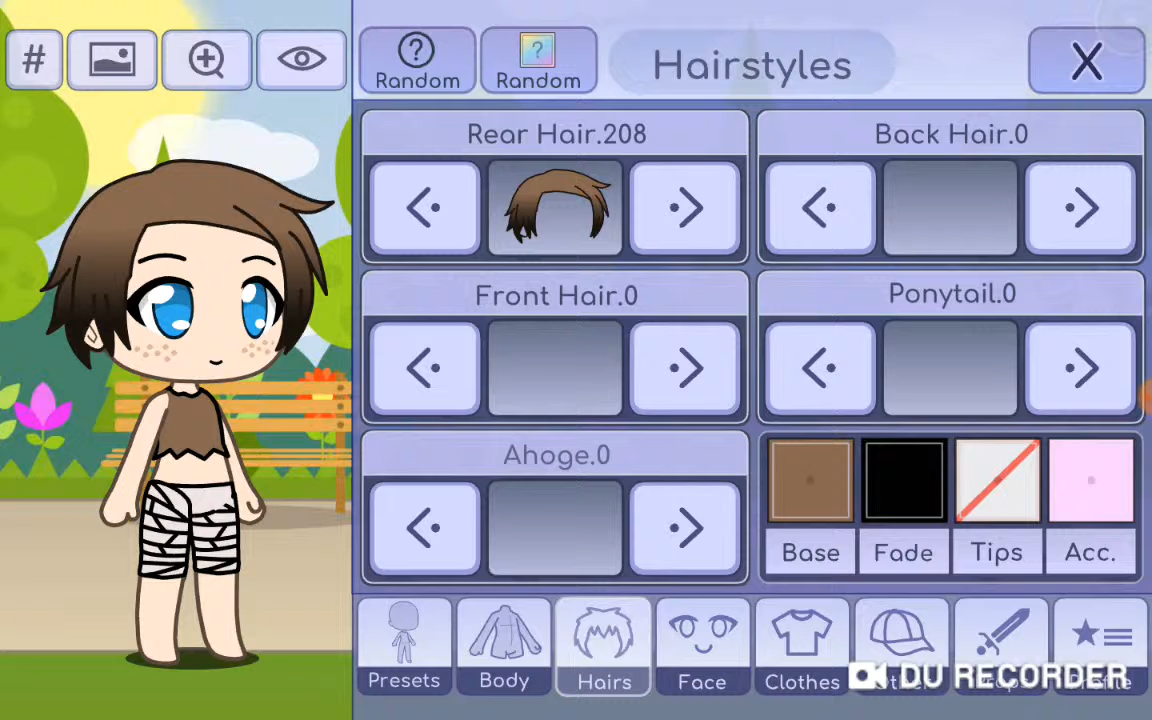 #
Random
Random
Hairstyles
X
Rear Hair.208
Back Hair.0
Front Hair.0
Ponytail.0
Ahoge.0
Base
Fade
Tips
Acc.
Presets
Body
Hairs
Face
Clothes
DU RECORDER